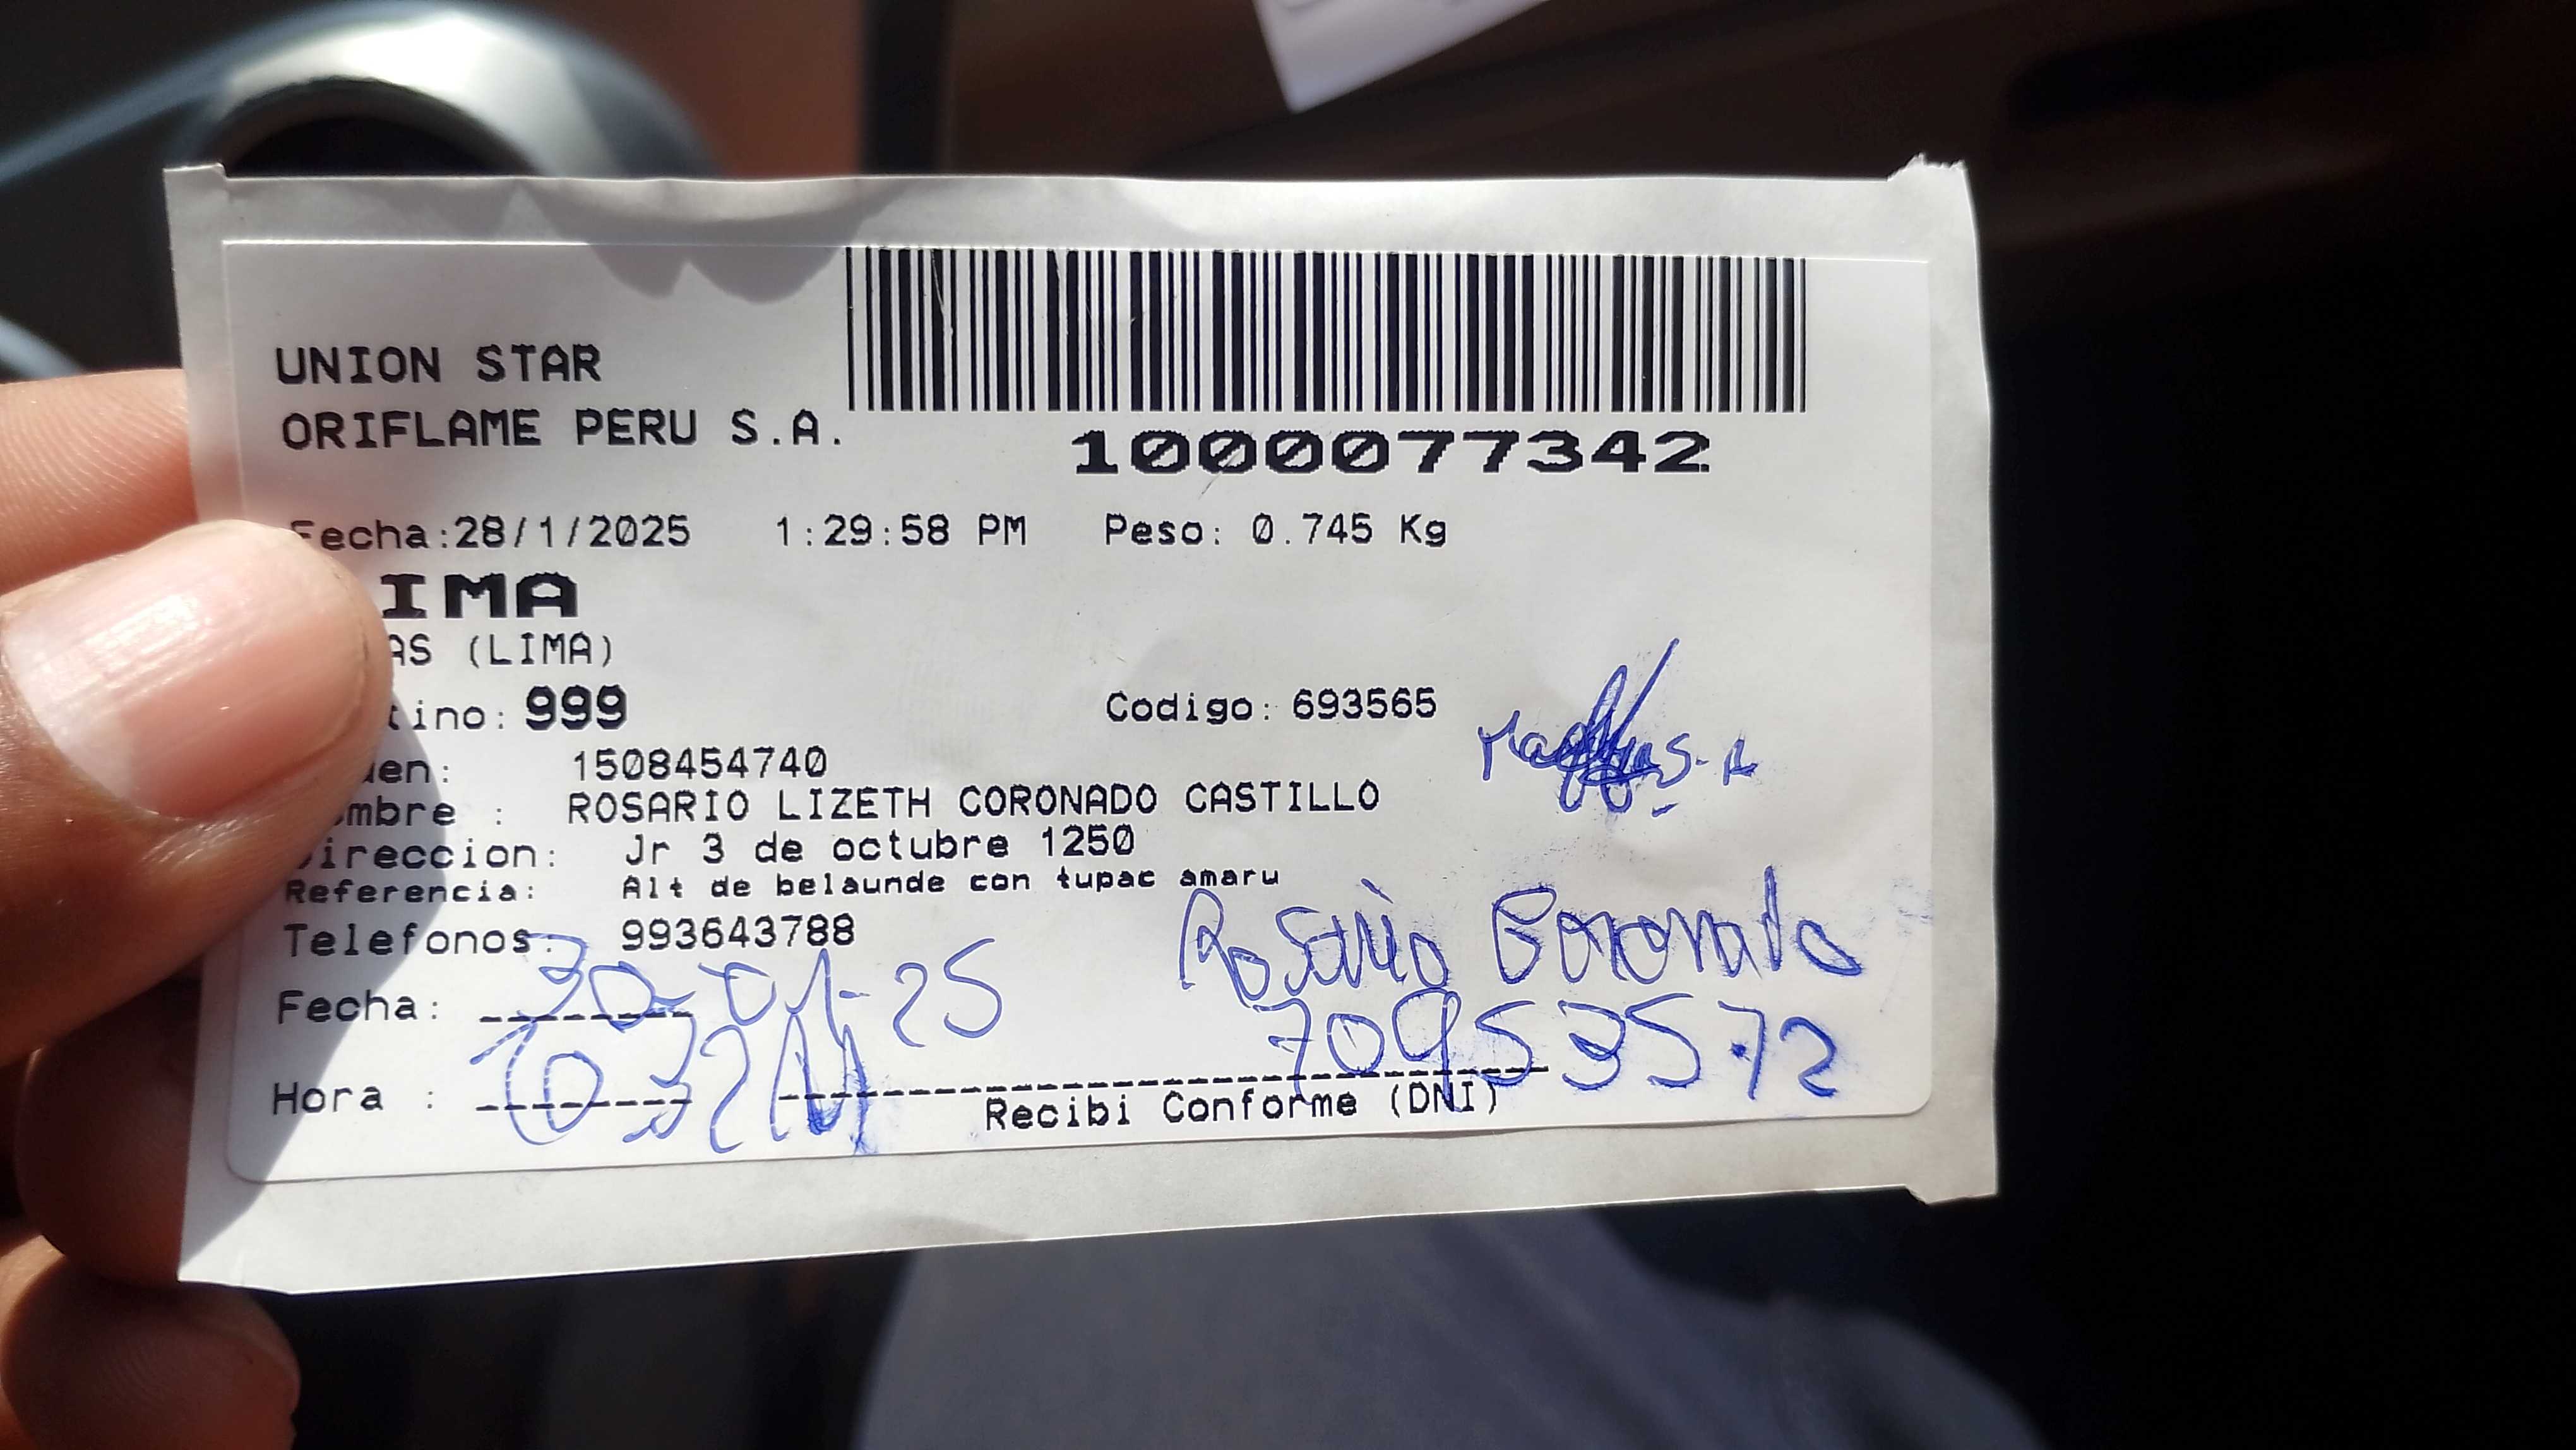 UNION STAR
ORIFLAME PERU S.A.
1000077342
Fecha:28/1/2025 1:29:58 PM Peso: 0.745 Kg
IMA
AS (LIMA)
tino: 999 Codigo: 693565
den: 1508454740
mbre : ROSARIO LIZETH CORONADO CASTILLO
Direccion: Jr 3 de octubre 1250
Referencia: Alt de belaunde con tupac amaru
Telefonos: 993643788
Rosario Coronado
Fecha: 30-01-25
70953572
Hora :
Recibi Conforme (DNI)